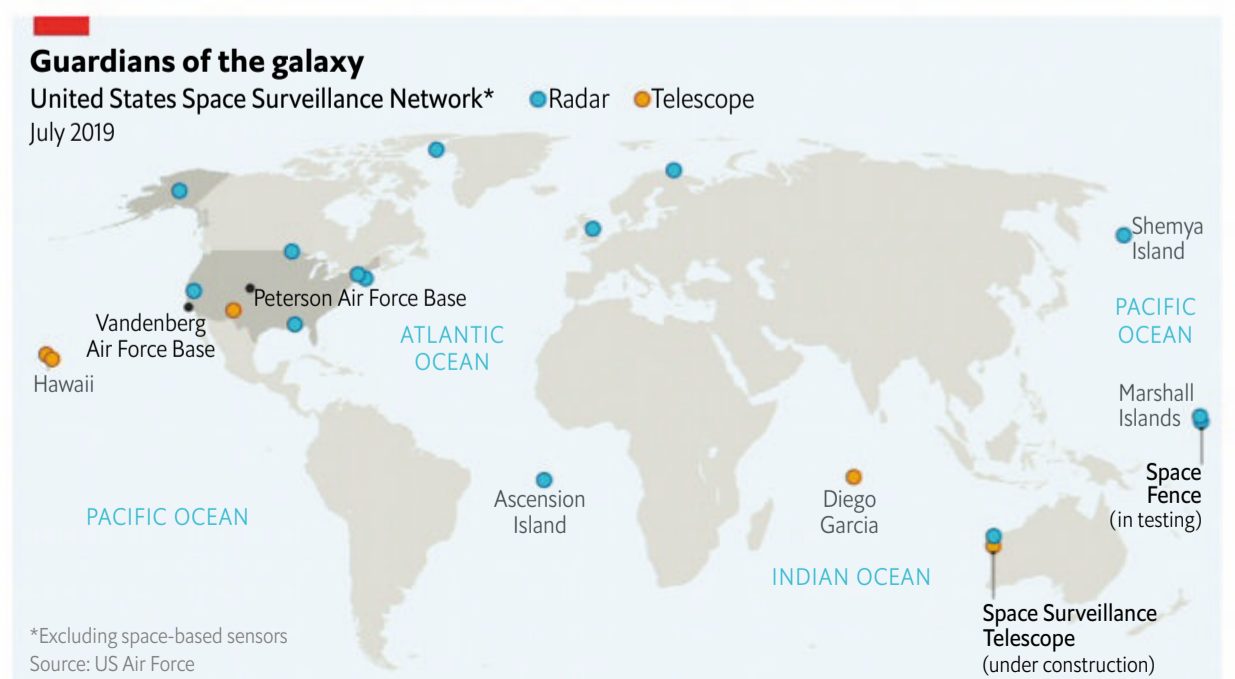 Guardians of the galaxy
United States Space Surveillance Network* Radar Telescope
July 2019
Shemya
Island
Peterson Air Force Base
PACIFIC
OCEAN
Vandenberg
Air Force Base
ATLANTIC
OCEAN
Hawaii
Marshall
Islands
Space
Fence
(in testing)
Ascension
Island
Diego
Garcia
PACIFIC OCEAN
INDIAN OCEAN
Space Surveillance
Telescope
(under construction)
*Excluding space-based sensors
Source: US Air Force